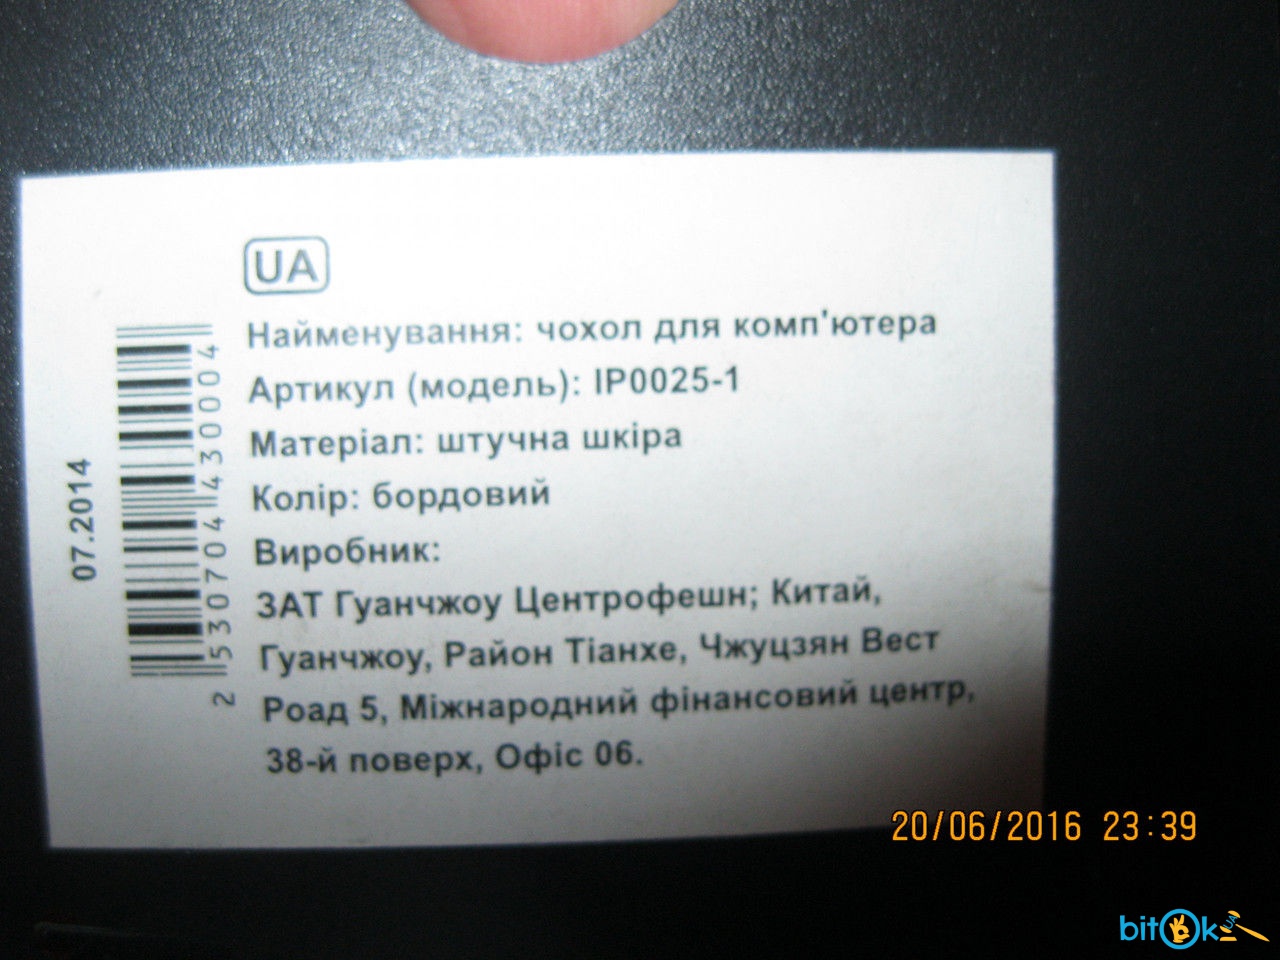 UA
Найменування: чохол для комп'ютера
Артикул (модель): IP0025-1
Матеріал: штучна шкіра
Колір: бордовий
Виробник:
ЗАТ Гуанчжоу Центрофешн; Китай,
Гуанчжоу, Район Тіанхе, Чжуцзян Вест
Роад 5, Міжнародний фінансовий центр,
38-й поверх, Офіс 06.
07.2014
2 530704 430004
20/06/2016 23:39
bitOk UA